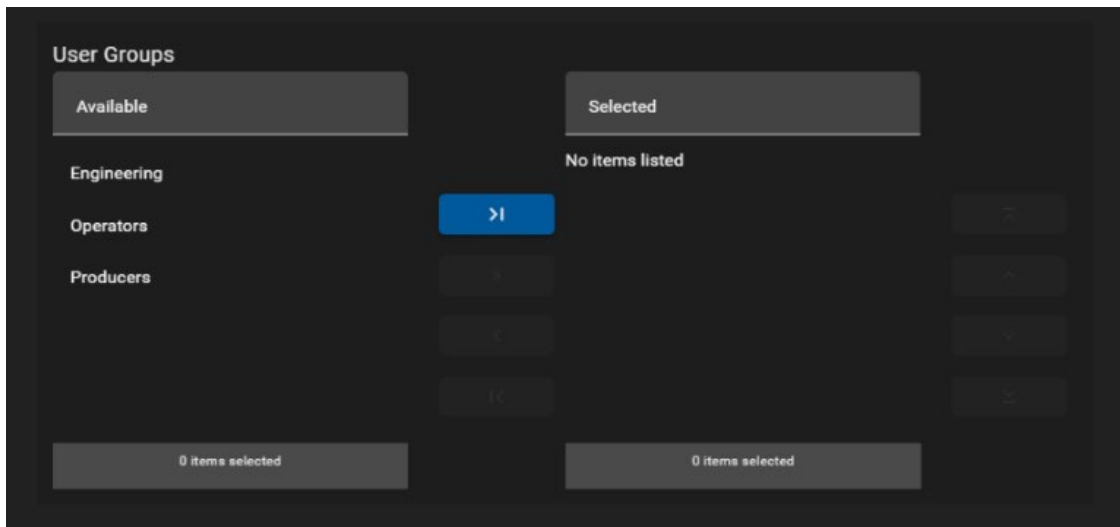 User Groups
Available
Selected
Engineering
No items listed
Operators
Producers
0 items selected
0 items selected